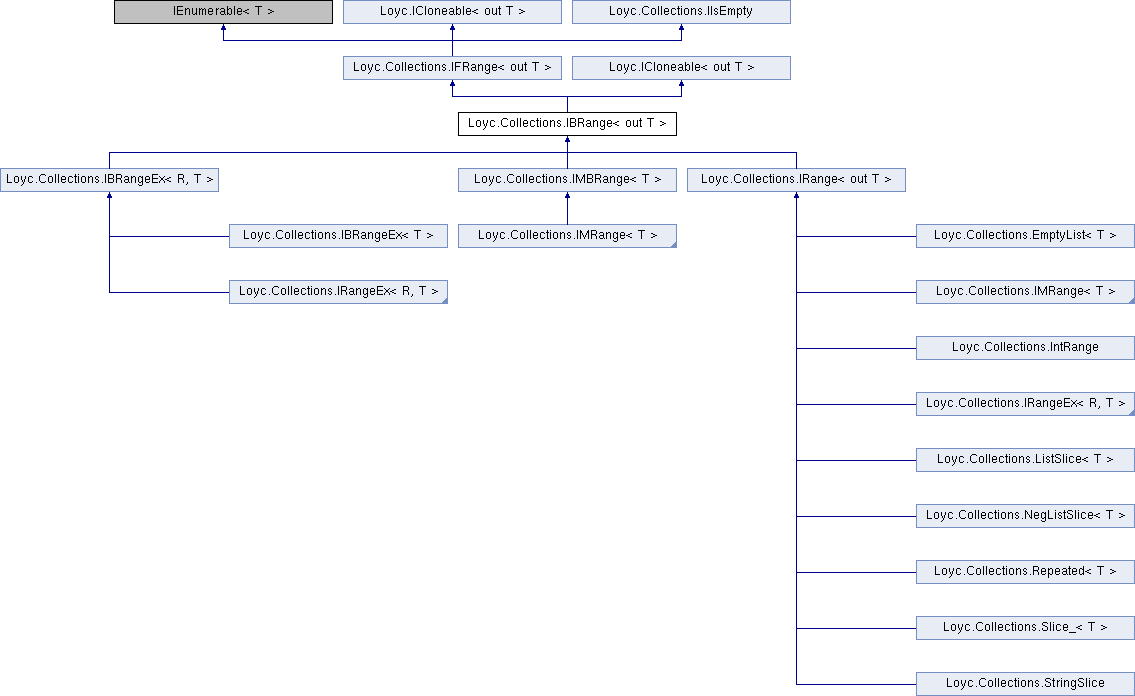 IEnumerable< T >
Loyc.ICloneable< out T >
Loyc.Collections.IIsEmpty
Loyc.Collections.IFRange< out T >
Loyc.ICloneable< out T >
Loyc.Collections.IBRange< out T >
Loyc.Collections.IBRangeEx< R, T >
Loyc.Collections.IMBRange< T >
Loyc.Collections.IRange< out T >
Loyc.Collections.IBRangeEx< T >
Loyc.Collections.IMRange< T >
Loyc.Collections.EmptyList< T >
Loyc.Collections.IRangeEx< R, T >
Loyc.Collections.IMRange< T >
Loyc.Collections.IntRange
Loyc.Collections.IRangeEx< R, T >
Loyc.Collections.ListSlice< T >
Loyc.Collections.NegListSlice< T >
Loyc.Collections.Repeated< T >
Loyc.Collections.Slice_< T >
Loyc.Collections.StringSlice